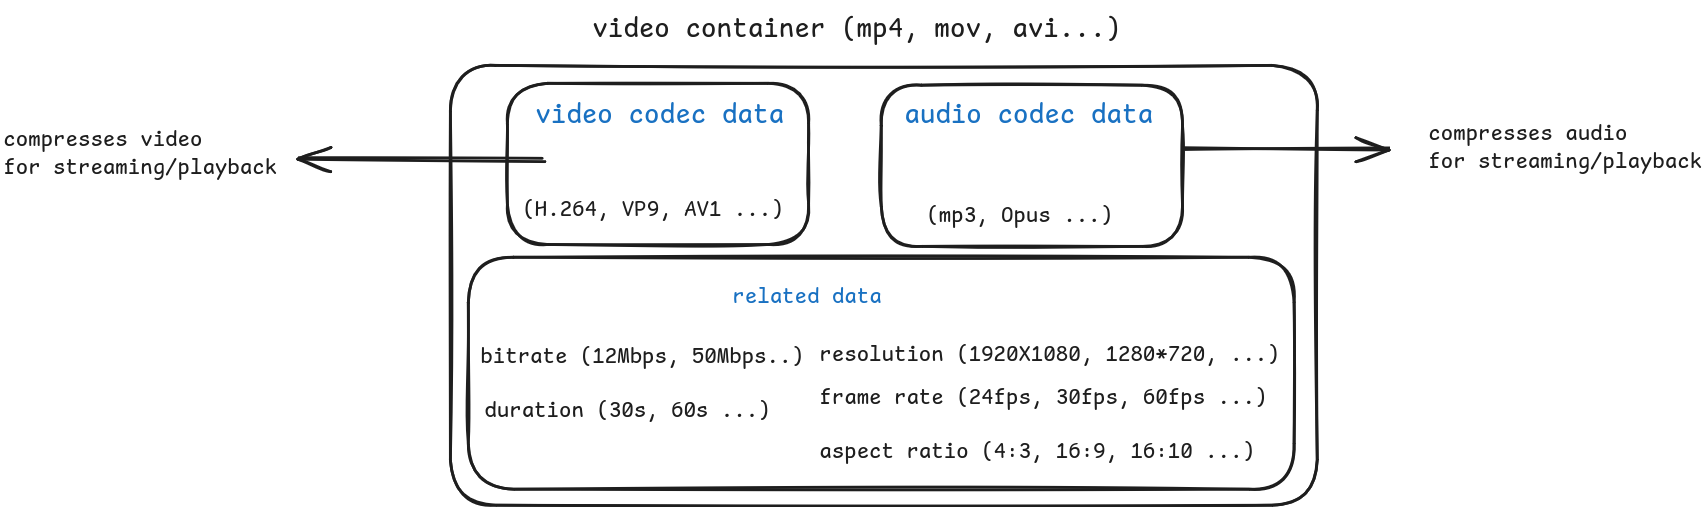 video container (mp4, mov, avi...)
video codec data
audio codec data
compresses video
for streaming/playback
compresses audio
for streaming/playback
(H.264, VP9, AV1 ...)
(mp3, Opus ...)
related data
bitrate (12Mbps, 50Mbps..)
resolution (1920X1080, 1280*720, ...)
frame rate (24fps, 30fps, 60fps ...)
duration (30s, 60s ...)
aspect ratio (4:3, 16:9, 16:10 ...)